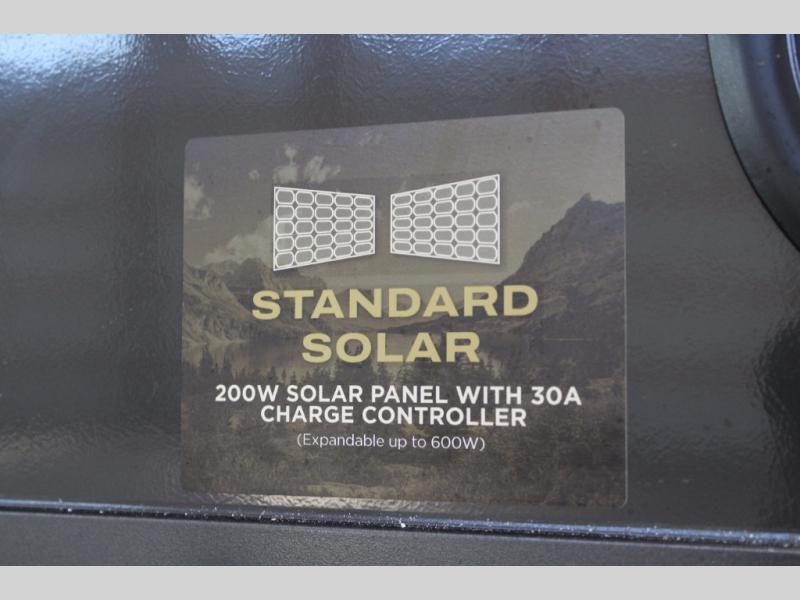 STANDARD
SOLAR
200W SOLAR PANEL WITH 30A
CHARGE CONTROLLER
(Expandable up to 600W)